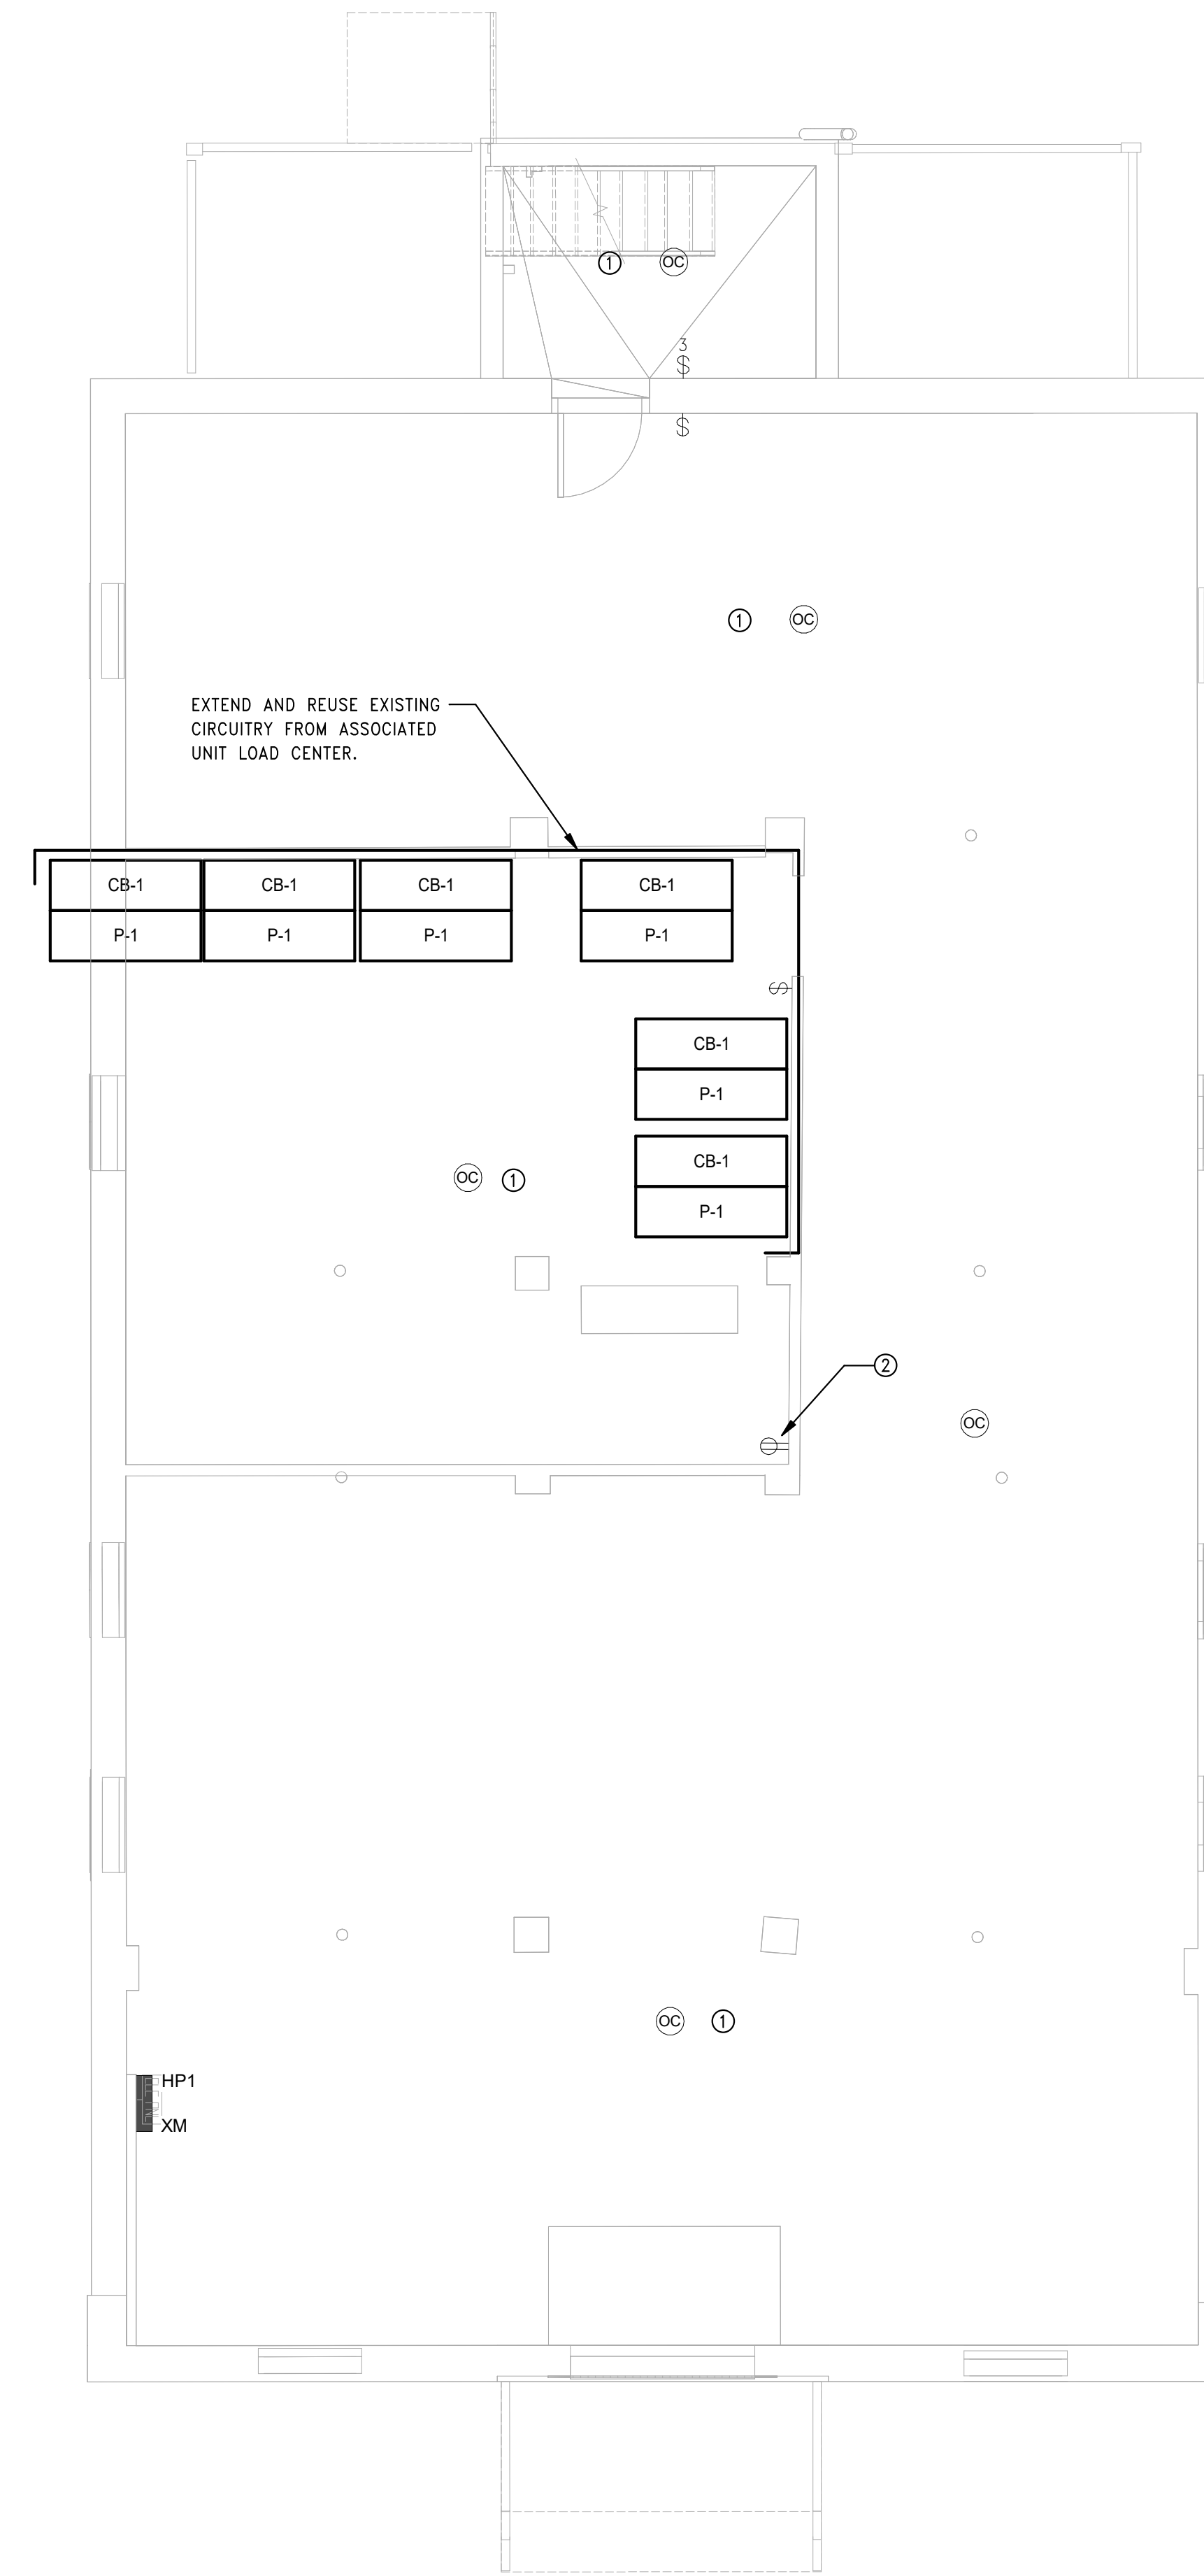 1 OC
3
$
$
1 OC
EXTEND AND REUSE EXISTING
CIRCUITRY FROM ASSOCIATED
UNIT LOAD CENTER.
CB-1 CB-1 CB-1 CB-1
P-1 P-1 P-1 P-1
$
CB-1
P-1
CB-1
P-1
OC 1
2
OC
OC 1
HP1
XM